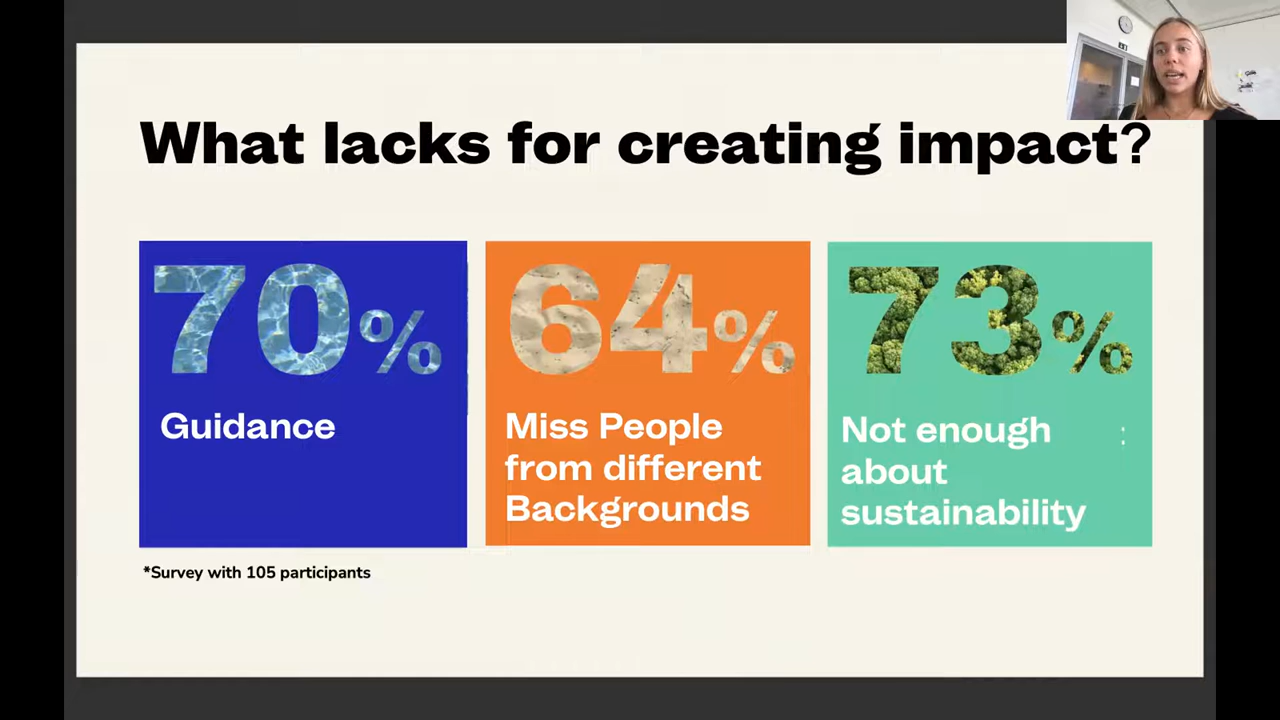 What lacks for creating impact?
70%
Guidance
64%
Miss People
from different
Backgrounds
73%
Not enough
about
sustainability
*Survey with 105 participants